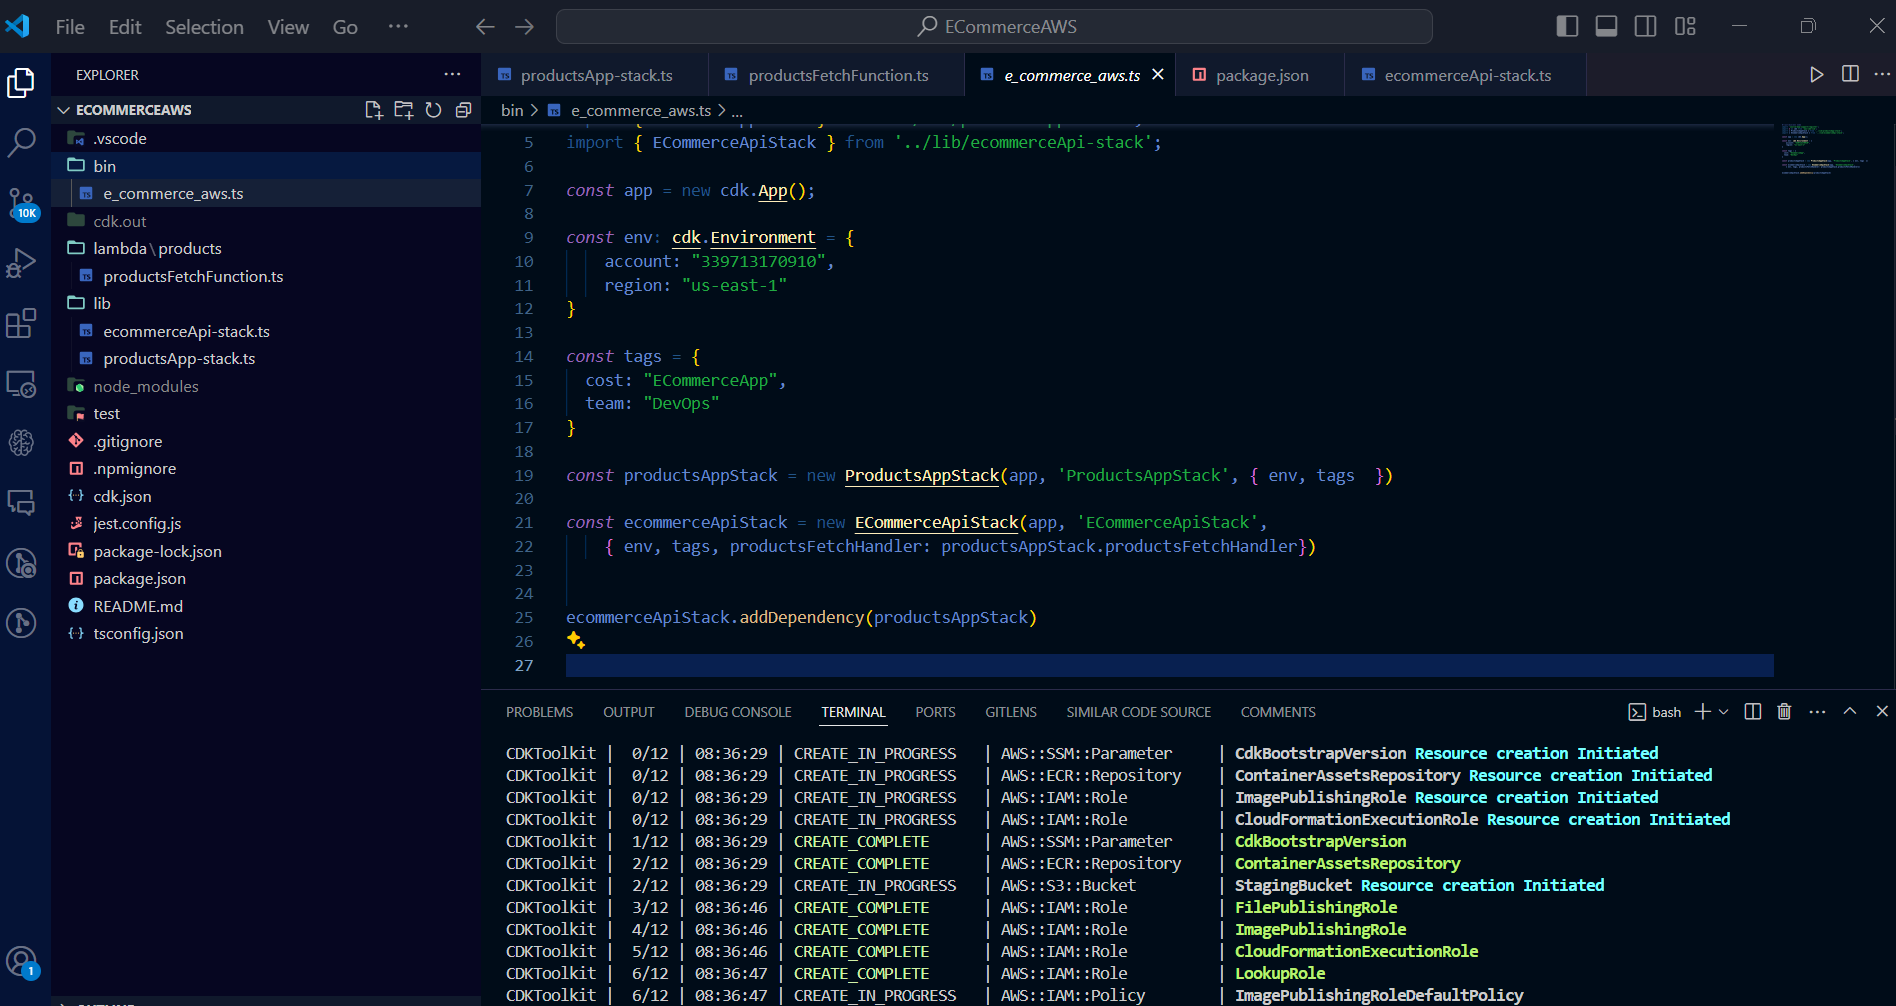 File Edit Selection View Go ··· ECommerceAWS
EXPLORER ···
productsApp-stack.ts productsFetchFunction.ts e_commerce_aws.ts package.json ecommerceApi-stack.ts
ECOMMERCEAWS
bin > e_commerce_aws.ts > ...
.vscode
bin
e_commerce_aws.ts
cdk.out
lambda\products
productsFetchFunction.ts
lib
ecommerceApi-stack.ts
productsApp-stack.ts
node_modules
test
.gitignore
.npmignore
cdk.json
jest.config.js
package-lock.json
package.json
README.md
tsconfig.json
10K
1
5 import { ECommerceApiStack } from '../lib/ecommerceApi-stack';
6
7 const app = new cdk.App();
8
9 const env: cdk.Environment = {
10 account: "339713170910",
11 region: "us-east-1"
12 }
13
14 const tags = {
15 cost: "ECommerceApp",
16 team: "DevOps"
17 }
18
19 const productsAppStack = new ProductsAppStack(app, 'ProductsAppStack', { env, tags  })
20
21 const ecommerceApiStack = new ECommerceApiStack(app, 'ECommerceApiStack',
22 { env, tags, productsFetchHandler: productsAppStack.productsFetchHandler})
23
24
25 ecommerceApiStack.addDependency(productsAppStack)
26
27
PROBLEMS OUTPUT DEBUG CONSOLE TERMINAL PORTS GITLENS SIMILAR CODE SOURCE COMMENTS bash
CDKToolkit | 0/12 | 08:36:29 | CREATE_IN_PROGRESS | AWS::SSM::Parameter | CdkBootstrapVersion Resource creation Initiated
CDKToolkit | 0/12 | 08:36:29 | CREATE_IN_PROGRESS | AWS::ECR::Repository | ContainerAssetsRepository Resource creation Initiated
CDKToolkit | 0/12 | 08:36:29 | CREATE_IN_PROGRESS | AWS::IAM::Role | ImagePublishingRole Resource creation Initiated
CDKToolkit | 0/12 | 08:36:29 | CREATE_IN_PROGRESS | AWS::IAM::Role | CloudFormationExecutionRole Resource creation Initiated
CDKToolkit | 1/12 | 08:36:29 | CREATE_COMPLETE | AWS::SSM::Parameter | CdkBootstrapVersion
CDKToolkit | 2/12 | 08:36:29 | CREATE_COMPLETE | AWS::ECR::Repository | ContainerAssetsRepository
CDKToolkit | 2/12 | 08:36:29 | CREATE_IN_PROGRESS | AWS::S3::Bucket | StagingBucket Resource creation Initiated
CDKToolkit | 3/12 | 08:36:46 | CREATE_COMPLETE | AWS::IAM::Role | FilePublishingRole
CDKToolkit | 4/12 | 08:36:46 | CREATE_COMPLETE | AWS::IAM::Role | ImagePublishingRole
CDKToolkit | 5/12 | 08:36:46 | CREATE_COMPLETE | AWS::IAM::Role | CloudFormationExecutionRole
CDKToolkit | 6/12 | 08:36:47 | CREATE_COMPLETE | AWS::IAM::Role | LookupRole
CDKToolkit | 6/12 | 08:36:47 | CREATE_IN_PROGRESS | AWS::IAM::Policy | ImagePublishingRoleDefaultPolicy